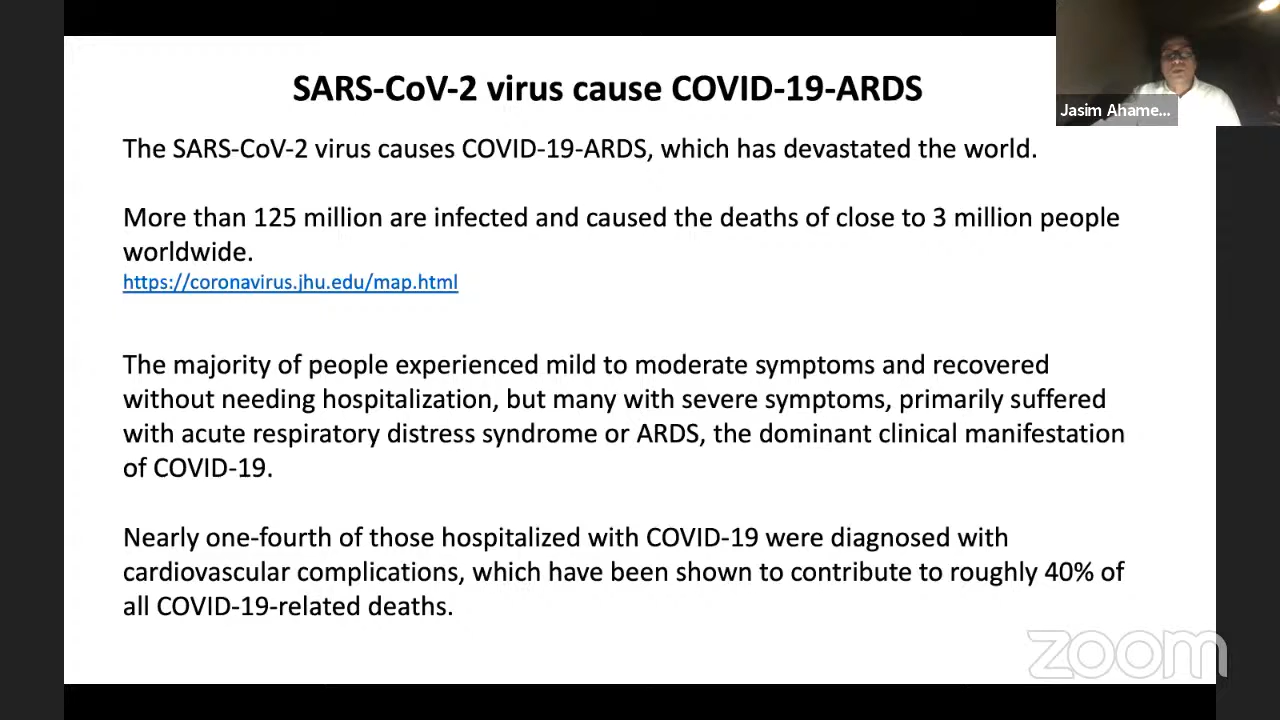 SARS-CoV-2 virus cause COVID-19-ARDS
Jasim Ahame...
The SARS-CoV-2 virus causes COVID-19-ARDS, which has devastated the world.
More than 125 million are infected and caused the deaths of close to 3 million people
worldwide.
https://coronavirus.jhu.edu/map.html
The majority of people experienced mild to moderate symptoms and recovered
without needing hospitalization, but many with severe symptoms, primarily suffered
with acute respiratory distress syndrome or ARDS, the dominant clinical manifestation
of COVID-19.
Nearly one-fourth of those hospitalized with COVID-19 were diagnosed with
cardiovascular complications, which have been shown to contribute to roughly 40% of
all COVID-19-related deaths.
zoom